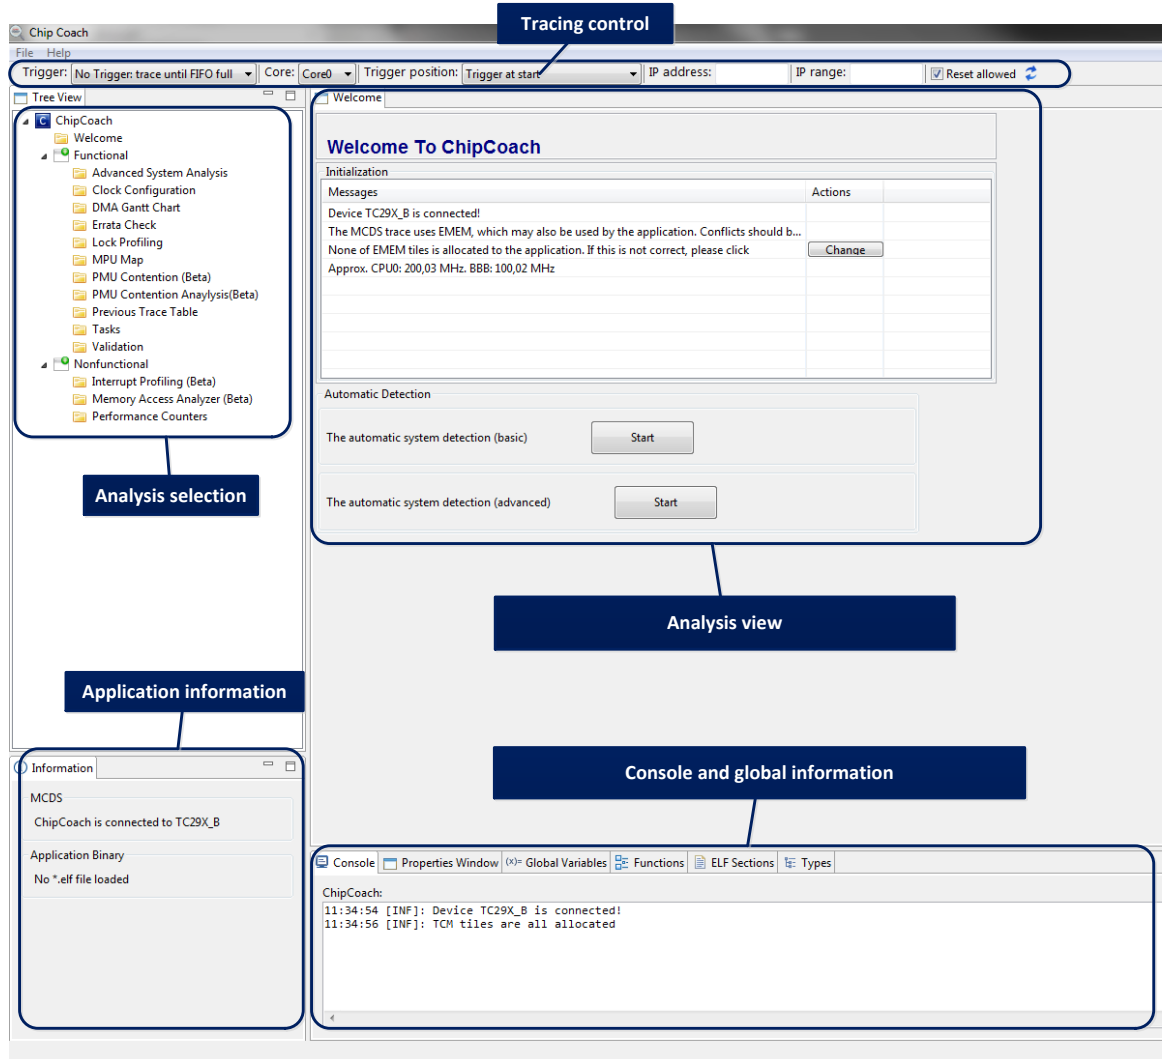 Tracing control
Chip Coach
File Help
Trigger: No Trigger: trace until FIFO full Core: Core0 Trigger position: Trigger at start IP address: IP range: Reset allowed
Tree View
ChipCoach
Welcome
Functional
Advanced System Analysis
Clock Configuration
DMA Gantt Chart
Errata Check
Lock Profiling
MPU Map
PMU Contention (Beta)
PMU Contention Anaylysis(Beta)
Previous Trace Table
Tasks
Validation
Nonfunctional
Interrupt Profiling (Beta)
Memory Access Analyzer (Beta)
Performance Counters
Analysis selection
Welcome
Welcome To ChipCoach
Initialization
Messages Actions
Device TC29X_B is connected!
The MCDS trace uses EMEM, which may also be used by the application. Conflicts should b...
None of EMEM tiles is allocated to the application. If this is not correct, please click Change
Approx. CPU0: 200,03 MHz. BBB: 100,02 MHz
Automatic Detection
The automatic system detection (basic) Start
The automatic system detection (advanced) Start
Analysis view
Application information
Information
MCDS
ChipCoach is connected to TC29X_B
Application Binary
No *.elf file loaded
Console and global information
Console Properties Window (x)= Global Variables Functions ELF Sections Types
ChipCoach:
11:34:54 [INF]: Device TC29X_B is connected!
11:34:56 [INF]: TCM tiles are all allocated